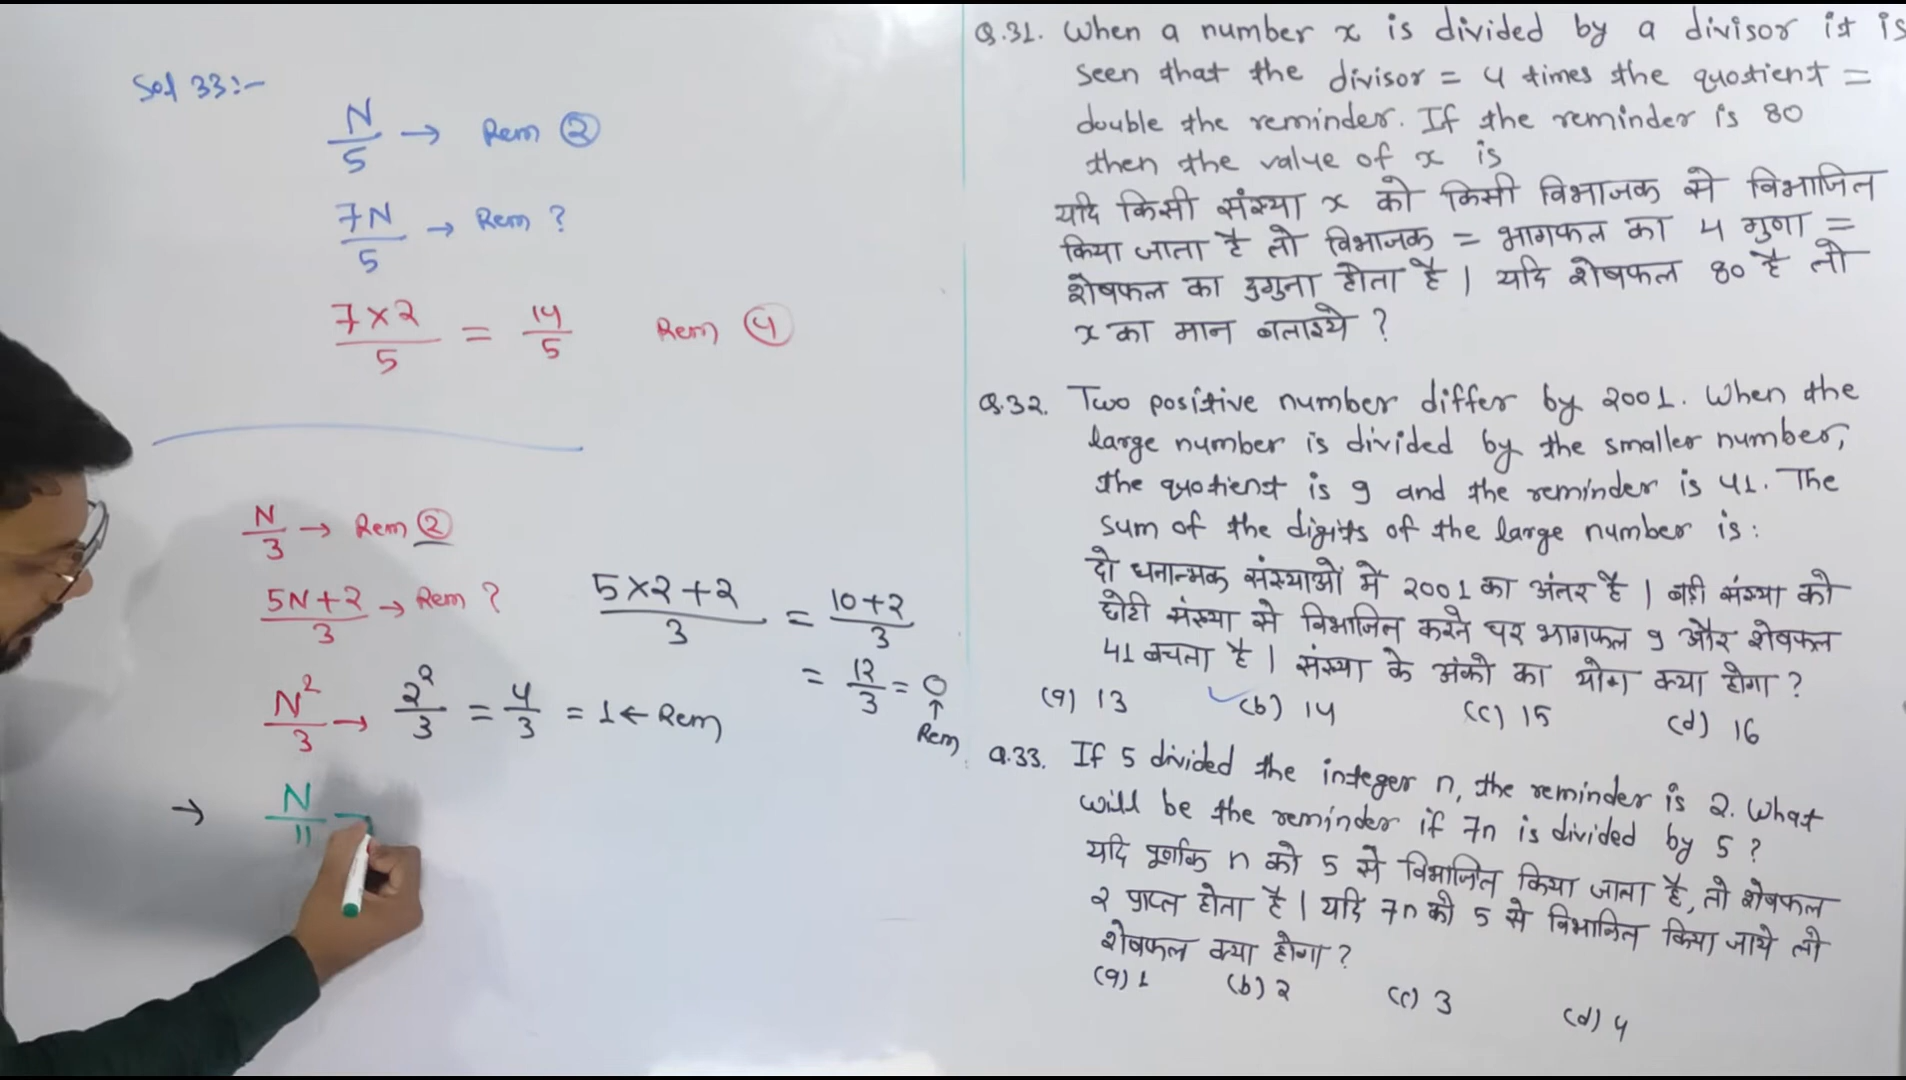 Sol 33:-
N/5 → Rem ②
7N/5 → Rem ?
7×2/5 = 14/5 Rem ④
N/3 → Rem ②
5N+2/3 → Rem ?
5×2+2/3 = 10+2/3
= 12/3 = 0
↑
Rem
N²/3 → 2²/3 = 4/3 = 1 ← Rem
→ N/11
Q.31. When a number x is divided by a divisor it is
seen that the divisor = 4 times the quotient =
double the reminder. If the reminder is 80
then the value of x is
यदि किसी संख्या x को किसी विभाजक से विभाजित
किया जाता है तो विभाजक = भागफल का 4 गुणा =
शेषफल का दुगुना होता है | यदि शेषफल 80 है तो
x का मान बताइये ?
Q.32. Two positive number differ by 2001. When the
large number is divided by the smaller number,
the quotient is 9 and the reminder is 41. The
sum of the digits of the large number is:
दो धनात्मक संख्याओं में 2001 का अंतर है | बड़ी संख्या को
छोटी संख्या से विभाजित करने पर भागफल 9 और शेषफल
41 बचता है | संख्या के अंको का योग क्या होगा ?
(a) 13 (b) 14 (c) 15 (d) 16
Q.33. If 5 divided the integer n, the reminder is 2. What
will be the reminder if 7n is divided by 5 ?
यदि पूर्णांक n को 5 से विभाजित किया जाता है, तो शेषफल
2 प्राप्त होता है | यदि 7n को 5 से विभाजित किया जाये तो
शेषफल क्या होगा ?
(a) 1 (b) 2 (c) 3 (d) 4